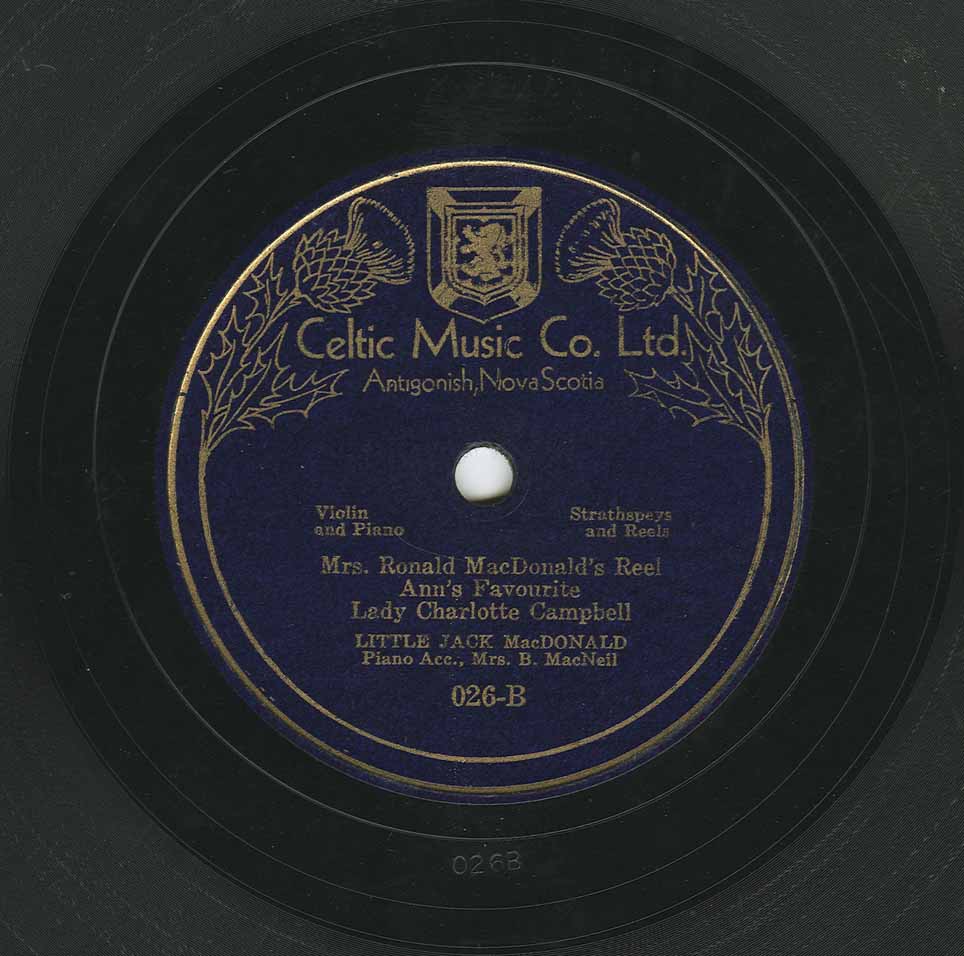 Celtic Music Co. Ltd.
Antigonish, Nova Scotia
Violin
and Piano
Strathspeys
and Reels
Mrs. Ronald MacDonald's Reel
Ann's Favourite
Lady Charlotte Campbell
LITTLE JACK MacDONALD
Piano Acc., Mrs. B. MacNeil
026-B
026B